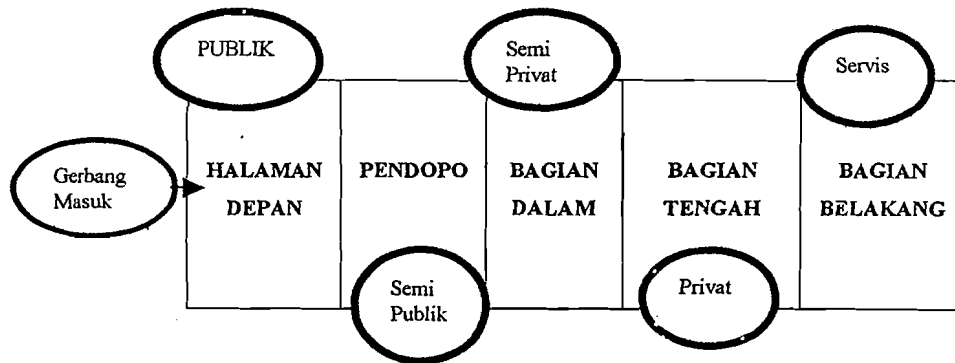 PUBLIK
Semi
Privat
Servis
Gerbang
Masuk
HALAMAN
DEPAN
PENDOPO
BAGIAN
DALAM
BAGIAN
TENGAH
BAGIAN
BELAKANG
Semi
Publik
Privat